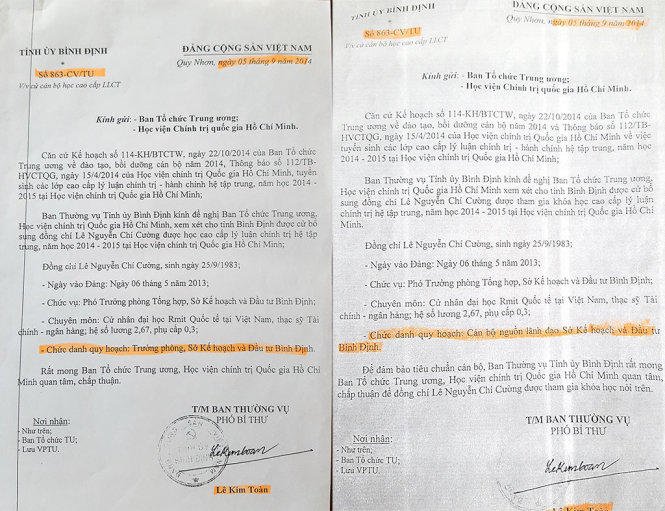 TỈNH ỦY BÌNH ĐỊNH
*
Số 863-CV/TU
V/v cử cán bộ học cao cấp LLCT
ĐẢNG CỘNG SẢN VIỆT NAM
Quy Nhơn, ngày 05 tháng 9 năm 2014
Kính gửi: - Ban Tổ chức Trung ương;
- Học viện Chính trị quốc gia Hồ Chí Minh.
Căn cứ Kế hoạch số 114-KH/BTCTW, ngày 22/10/2014 của Ban Tổ
chức Trung ương về đào tạo, bồi dưỡng cán bộ năm 2014, Thông báo số 112/TB-
HVCTQG, ngày 15/4/2014 của Học viện Chính trị quốc gia Hồ Chí Minh, tuyển
sinh các lớp cao cấp lý luận chính trị - hành chính hệ tập trung, năm học 2014 -
2015 tại Học viện Chính trị quốc gia Hồ Chí Minh;
Ban Thường vụ Tỉnh ủy Bình Định kính đề nghị Ban Tổ chức Trung ương,
Học viện Chính trị Quốc gia Hồ Chí Minh, xem xét cho tỉnh Bình Định được cử bổ
sung đồng chí Lê Nguyễn Chí Cường được học cao cấp lý luận chính trị hệ tập
trung, năm học 2014 - 2015 tại Học viện Chính trị Quốc gia Hồ Chí Minh;
Đồng chí Lê Nguyễn Chí Cường, sinh ngày 25/9/1983;
- Ngày vào Đảng: Ngày 06 tháng 5 năm 2013;
- Chức vụ: Phó Trưởng phòng Tổng hợp, Sở Kế hoạch và Đầu tư Bình Định;
- Chuyên môn: Cử nhân đại học Rmit Quốc tế tại Việt Nam, thạc sỹ Tài
chính - ngân hàng; hệ số lương 2,67, phụ cấp 0,3;
- Chức danh quy hoạch: Trưởng phòng, Sở Kế hoạch và Đầu tư Bình Định.
Rất mong Ban Tổ chức Trung ương, Học viện Chính trị Quốc gia Hồ Chí
Minh quan tâm, chấp thuận.
Nơi nhận:
- Như trên;
- Ban Tổ chức TU;
- Lưu VPTU.
T/M BAN THƯỜNG VỤ
PHÓ BÍ THƯ
Lê Kim Toàn
TỈNH ỦY BÌNH ĐỊNH
*
Số 863-CV/TU
V/v cử cán bộ học cao cấp LLCT
ĐẢNG CỘNG SẢN VIỆT NAM
Quy Nhơn, ngày 05 tháng 9 năm 2014
Kính gửi: - Ban Tổ chức Trung ương;
- Học viện Chính trị quốc gia Hồ Chí Minh.
Căn cứ Kế hoạch số 114-KH/BTCTW, ngày 22/10/2014 của Ban Tổ chức
Trung ương về đào tạo, bồi dưỡng cán bộ năm 2014 và Thông báo số 112/TB-
HVCTQG, ngày 15/4/2014 của Học viện Chính trị quốc gia Hồ Chí Minh về việc
tuyển sinh các lớp cao cấp lý luận chính trị - hành chính hệ tập trung, năm học
2014 - 2015 tại Học viện Chính trị quốc gia Hồ Chí Minh;
Ban Thường vụ Tỉnh ủy Bình Định kính đề nghị Ban Tổ chức Trung ương,
Học viện Chính trị Quốc gia Hồ Chí Minh xem xét cho tỉnh Bình Định được cử bổ
sung đồng chí Lê Nguyễn Chí Cường được tham gia khóa học cao cấp lý luận
chính trị hệ tập trung, năm học 2014 - 2015 tại Học viện Chính trị Quốc gia Hồ Chí
Minh.
Đồng chí Lê Nguyễn Chí Cường, sinh ngày 25/9/1983;
- Ngày vào Đảng: Ngày 06 tháng 5 năm 2013;
- Chức vụ: Phó Trưởng phòng Tổng hợp, Sở Kế hoạch và Đầu tư Bình Định;
- Chuyên môn: Cử nhân đại học Rmit Quốc tế tại Việt Nam, thạc sỹ Tài
chính - ngân hàng; hệ số lương 2,67, phụ cấp 0,3;
- Chức danh quy hoạch: Cán bộ nguồn lãnh đạo Sở Kế hoạch và Đầu tư
Bình Định.
Để đảm bảo tiêu chuẩn cán bộ, Ban Thường vụ Tỉnh ủy Bình Định rất mong
Ban Tổ chức Trung ương, Học viện Chính trị Quốc gia Hồ Chí Minh quan tâm,
chấp thuận để đồng chí Lê Nguyễn Chí Cường được tham gia khóa học nói trên.
Nơi nhận:
- Như trên;
- Ban Tổ chức TU;
- Lưu VPTU.
T/M BAN THƯỜNG VỤ
PHÓ BÍ THƯ
Lê Kim Toàn